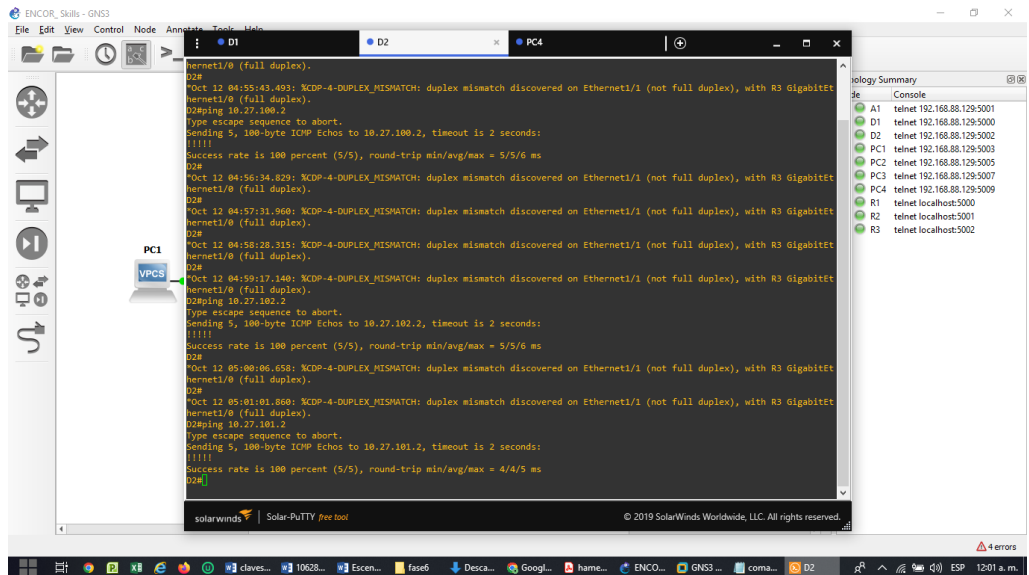 ENCOR_Skills - GNS3
File Edit View Control Node Annotate Tools Help
D1
D2
PC4
hernet1/0 (full duplex).
D2#
*Oct 12 04:55:43.493: %CDP-4-DUPLEX_MISMATCH: duplex mismatch discovered on Ethernet1/1 (not full duplex), with R3 GigabitEt
hernet1/0 (full duplex).
D2#ping 10.27.100.2
Type escape sequence to abort.
Sending 5, 100-byte ICMP Echos to 10.27.100.2, timeout is 2 seconds:
!!!!!
Success rate is 100 percent (5/5), round-trip min/avg/max = 5/5/6 ms
D2#
*Oct 12 04:56:34.829: %CDP-4-DUPLEX_MISMATCH: duplex mismatch discovered on Ethernet1/1 (not full duplex), with R3 GigabitEt
hernet1/0 (full duplex).
D2#
*Oct 12 04:57:31.960: %CDP-4-DUPLEX_MISMATCH: duplex mismatch discovered on Ethernet1/1 (not full duplex), with R3 GigabitEt
hernet1/0 (full duplex).
D2#
*Oct 12 04:58:28.315: %CDP-4-DUPLEX_MISMATCH: duplex mismatch discovered on Ethernet1/1 (not full duplex), with R3 GigabitEt
hernet1/0 (full duplex).
D2#
*Oct 12 04:59:17.140: %CDP-4-DUPLEX_MISMATCH: duplex mismatch discovered on Ethernet1/1 (not full duplex), with R3 GigabitEt
hernet1/0 (full duplex).
D2#ping 10.27.102.2
Type escape sequence to abort.
Sending 5, 100-byte ICMP Echos to 10.27.102.2, timeout is 2 seconds:
!!!!!
Success rate is 100 percent (5/5), round-trip min/avg/max = 5/5/6 ms
D2#
*Oct 12 05:00:06.658: %CDP-4-DUPLEX_MISMATCH: duplex mismatch discovered on Ethernet1/1 (not full duplex), with R3 GigabitEt
hernet1/0 (full duplex).
D2#
*Oct 12 05:01:01.860: %CDP-4-DUPLEX_MISMATCH: duplex mismatch discovered on Ethernet1/1 (not full duplex), with R3 GigabitEt
hernet1/0 (full duplex).
D2#ping 10.27.101.2
Type escape sequence to abort.
Sending 5, 100-byte ICMP Echos to 10.27.101.2, timeout is 2 seconds:
!!!!!
Success rate is 100 percent (5/5), round-trip min/avg/max = 4/4/5 ms
D2#
solarwinds Solar-PuTTY free tool
© 2019 SolarWinds Worldwide, LLC. All rights reserved.
PC1
VPCS
ology Summary
de Console
A1 telnet 192.168.88.129:5001
D1 telnet 192.168.88.129:5000
D2 telnet 192.168.88.129:5002
PC1 telnet 192.168.88.129:5003
PC2 telnet 192.168.88.129:5005
PC3 telnet 192.168.88.129:5007
PC4 telnet 192.168.88.129:5009
R1 telnet localhost:5000
R2 telnet localhost:5001
R3 telnet localhost:5002
4 errors
claves... 10628... Escen... fase6 Desca... Googl... hame... ENCO... GNS3 ... coma... D2 ESP 12:01 a. m.